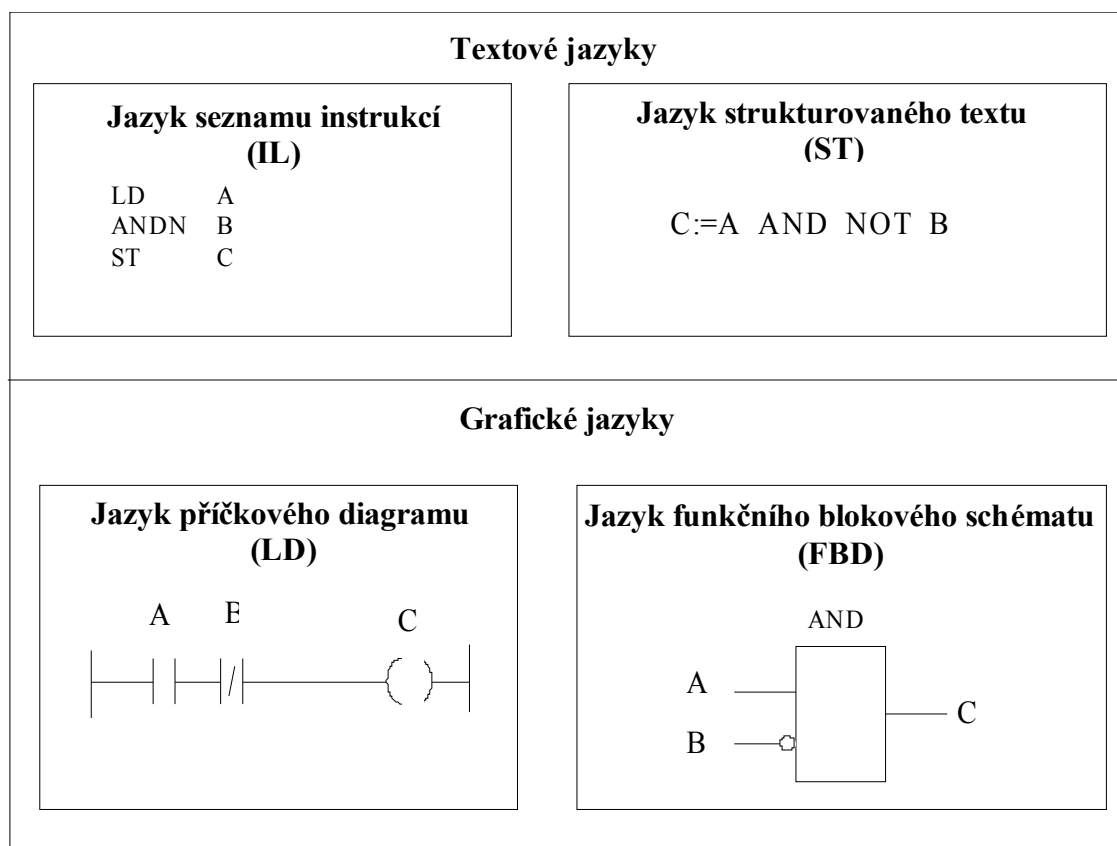 Textové jazyky
Jazyk seznamu instrukcí
(IL)
LD A
ANDN B
ST C
Jazyk strukturovaného textu
(ST)
C:=A AND NOT B
Grafické jazyky
Jazyk příčkového diagramu
(LD)
A B C
/
Jazyk funkčního blokového schématu
(FBD)
AND
A
B
C